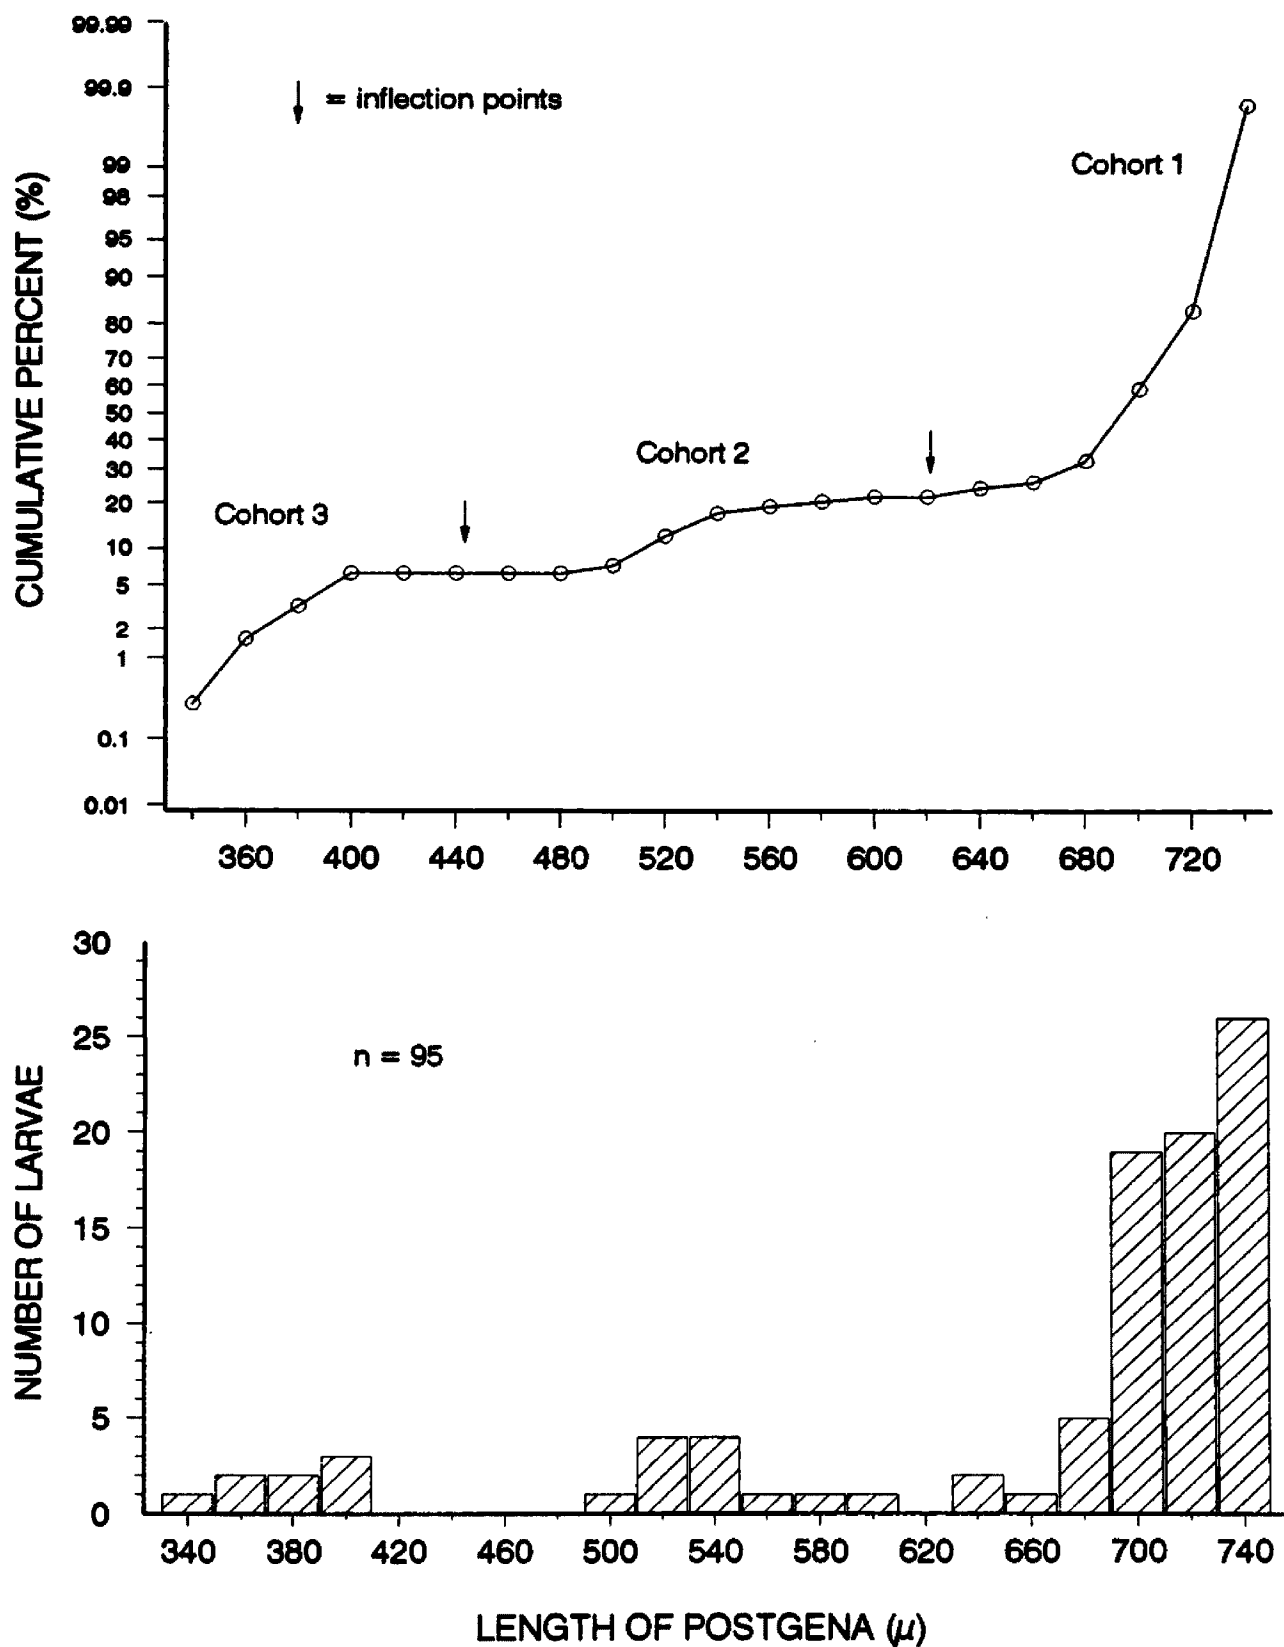 CUMULATIVE PERCENT (%)
99.99
99.9
99
98
95
90
80
70
60
50
40
30
20
10
5
2
1
0.1
0.01
↓ = inflection points
Cohort 1
Cohort 2
Cohort 3
360 400 440 480 520 560 600 640 680 720
NUMBER OF LARVAE
30
25
20
15
10
5
0
n = 95
340 380 420 460 500 540 580 620 660 700 740
LENGTH OF POSTGENA (μ)